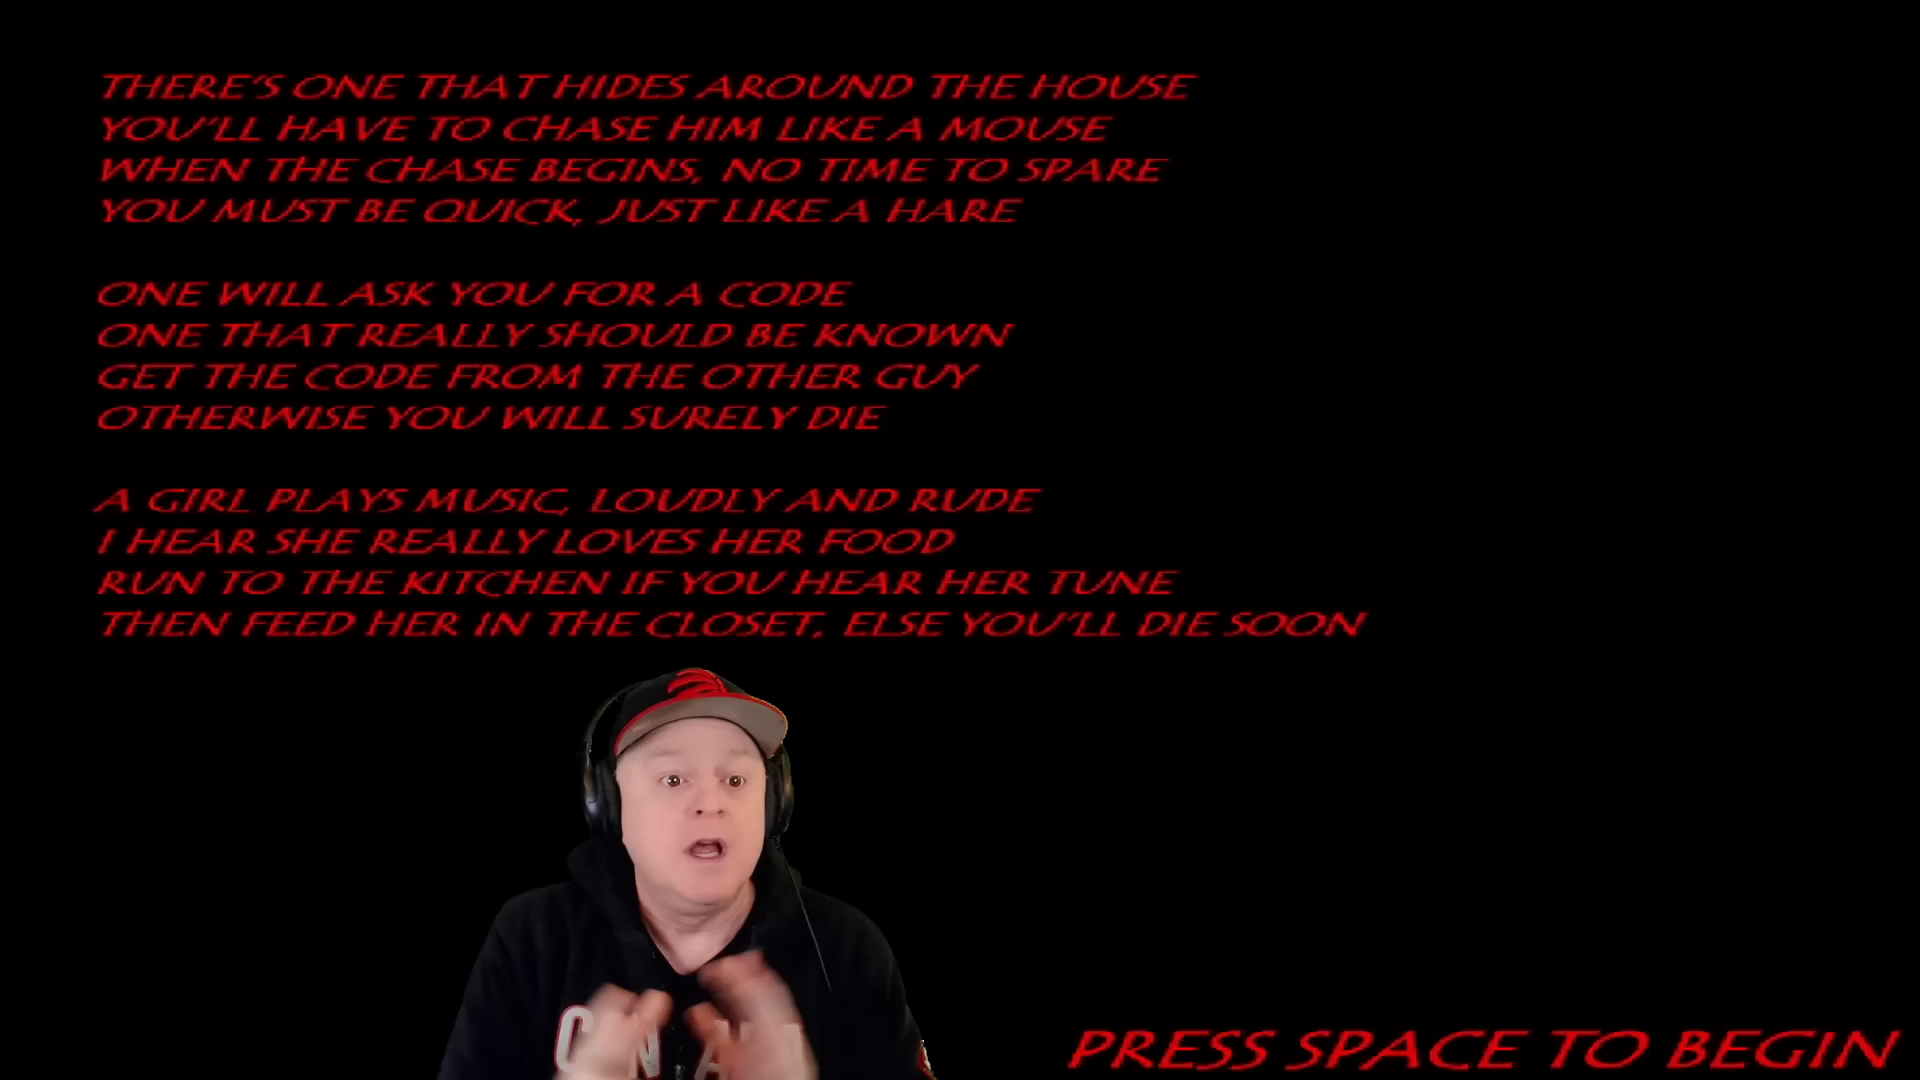 THERE'S ONE THAT HIDES AROUND THE HOUSE
YOU'LL HAVE TO CHASE HIM LIKE A MOUSE
WHEN THE CHASE BEGINS, NO TIME TO SPARE
YOU MUST BE QUICK, JUST LIKE A HARE
ONE WILL ASK YOU FOR A CODE
ONE THAT REALLY SHOULD BE KNOWN
GET THE CODE FROM THE OTHER GUY
OTHERWISE YOU WILL SURELY DIE
A GIRL PLAYS MUSIC, LOUDLY AND RUDE
I HEAR SHE REALLY LOVES HER FOOD
RUN TO THE KITCHEN IF YOU HEAR HER TUNE
THEN FEED HER IN THE CLOSET, ELSE YOU'LL DIE SOON
PRESS SPACE TO BEGIN